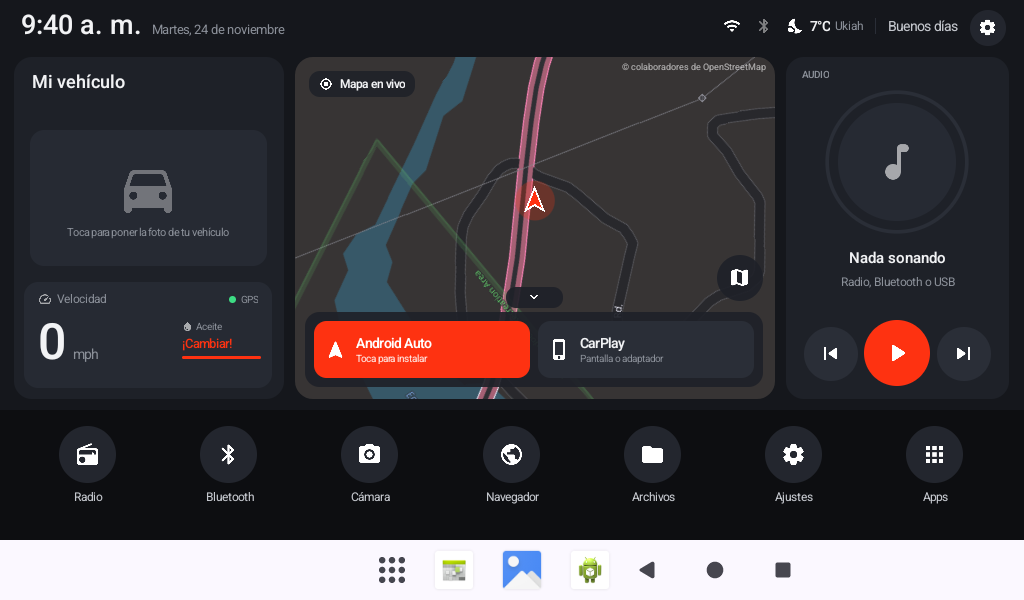 9:40 a. m. Martes, 24 de noviembre
7°C Ukiah
Buenos días
Mi vehículo
Toca para poner la foto de tu vehículo
Velocidad
GPS
0 mph
Aceite
¡Cambiar!
Mapa en vivo
© colaboradores de OpenStreetMap
Android Auto
Toca para instalar
CarPlay
Pantalla o adaptador
AUDIO
Nada sonando
Radio, Bluetooth o USB
Radio
Bluetooth
Cámara
Navegador
Archivos
Ajustes
Apps